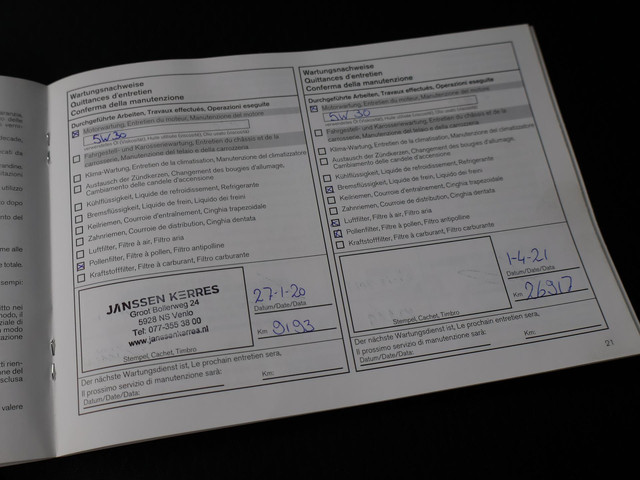 Wartungsnachweise
Quittances d'entretien
Conferma della manutenzione
Durchgeführte Arbeiten, Travaux effectués, Operazioni eseguite
Motorwartung, Entretien du moteur, Manutenzione del motore
5W30
Fahrgestell- und Karosseriewartung, Entretien du châssis et de la
carrosserie, Manutenzione del telaio e della carrozzeria
Klima-Wartung, Entretien de la climatisation, Manutenzione del climatizzatore
Austausch der Zündkerzen, Changement des bougies d'allumage,
Cambiamento delle candele d'accensione
Kühlflüssigkeit, Liquide de refroidissement, Refrigerante
Bremsflüssigkeit, Liquide de frein, Liquido dei freni
Keilriemen, Courroie d'entraînement, Cinghia trapezoidale
Zahnriemen, Courroie de distribution, Cinghia dentata
Luftfilter, Filtre à air, Filtro aria
Pollenfilter, Filtre à pollen, Filtro antipolline
Kraftstofffilter, Filtre à carburant, Filtro carburante
JANSSEN KERRES
Groot Bollerweg 24
5928 NS Venlo
Tel: 077-355 38 00
www.janssenkerres.nl
Stempel, Cachet, Timbro
27-1-20
Datum/Date/Data:
Km: 9193
Der nächste Wartungsdienst ist, Le prochain entretien sera,
Il prossimo servizio di manutenzione sarà:
Datum/Date/Data: Km:
Wartungsnachweise
Quittances d'entretien
Conferma della manutenzione
Durchgeführte Arbeiten, Travaux effectués, Operazioni eseguite
Motorwartung, Entretien du moteur, Manutenzione del motore
5W30
Fahrgestell- und Karosseriewartung, Entretien du châssis et de la
carrosserie, Manutenzione del telaio e della carrozzeria
Klima-Wartung, Entretien de la climatisation, Manutenzione del climatizzatore
Austausch der Zündkerzen, Changement des bougies d'allumage,
Cambiamento delle candele d'accensione
Kühlflüssigkeit, Liquide de refroidissement, Refrigerante
Bremsflüssigkeit, Liquide de frein, Liquido dei freni
Keilriemen, Courroie d'entraînement, Cinghia trapezoidale
Zahnriemen, Courroie de distribution, Cinghia dentata
Luftfilter, Filtre à air, Filtro aria
Pollenfilter, Filtre à pollen, Filtro antipolline
Kraftstofffilter, Filtre à carburant, Filtro carburante
Stempel, Cachet, Timbro
1-4-21
Datum/Date/Data:
Km: 26917
Der nächste Wartungsdienst ist, Le prochain entretien sera,
Il prossimo servizio di manutenzione sarà:
Datum/Date/Data: Km:
21